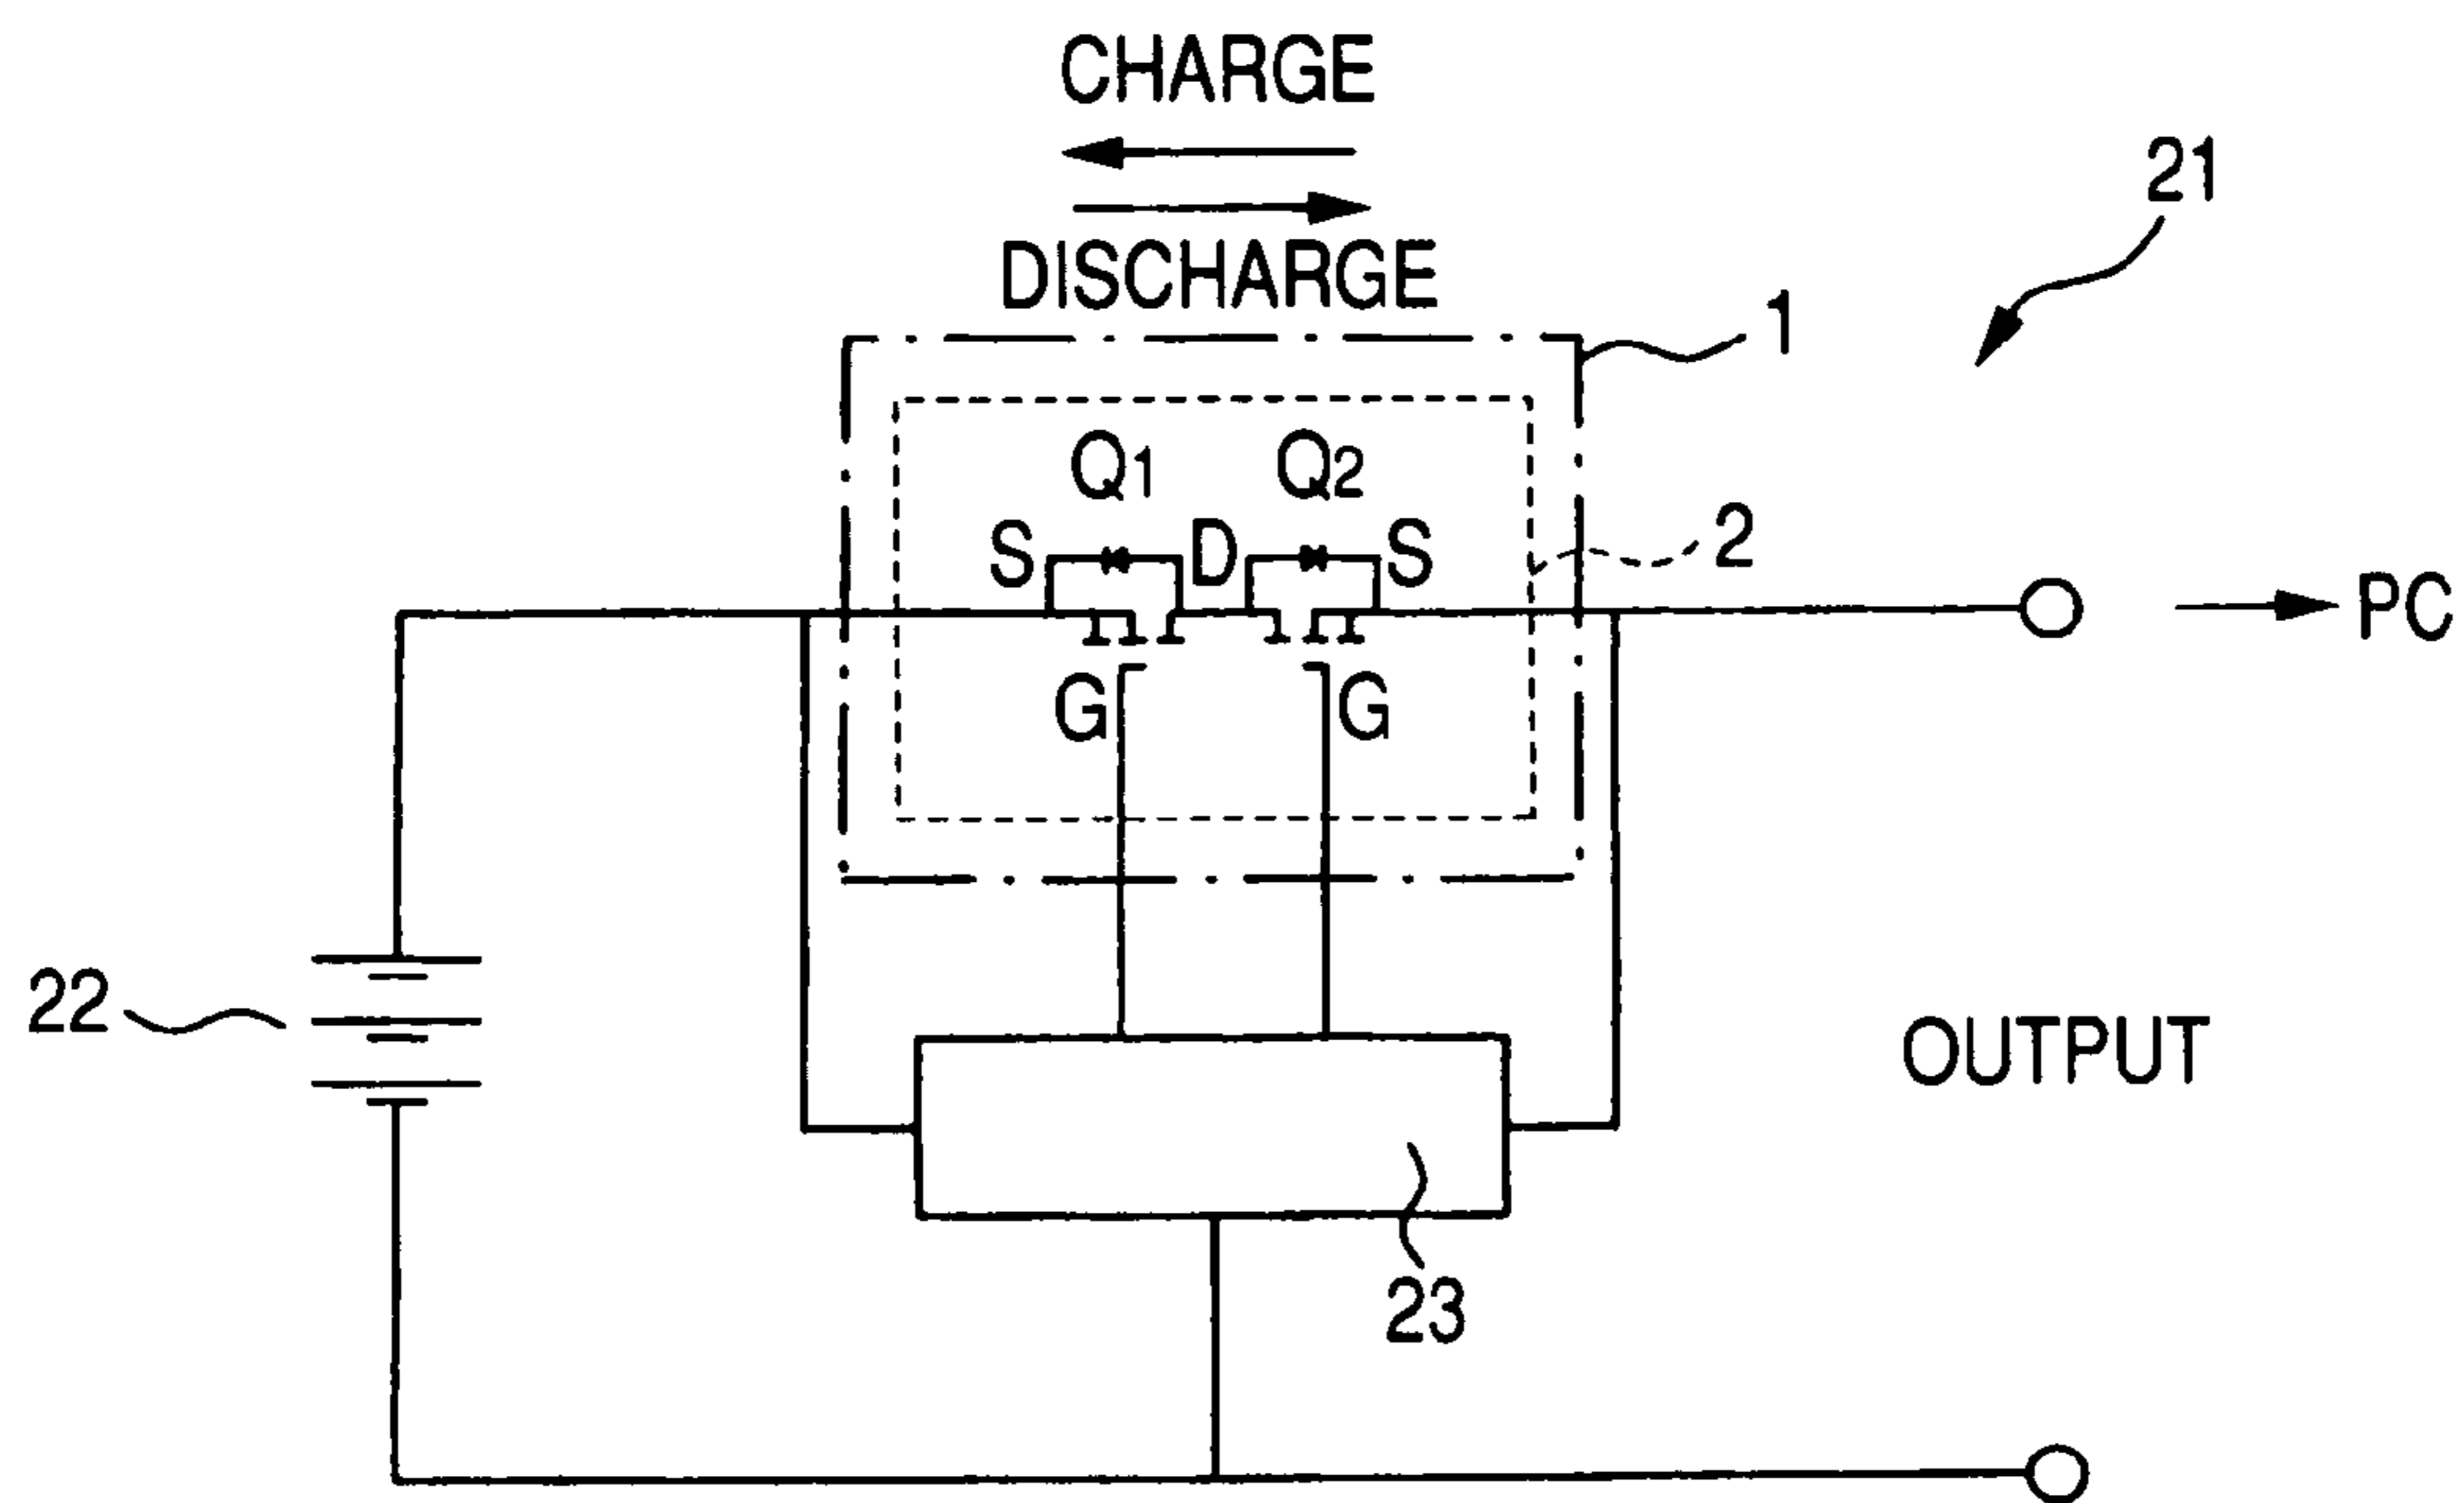 CHARGE
21
DISCHARGE
1
Q1 Q2
S D S 2
PC
G G
22
OUTPUT
23